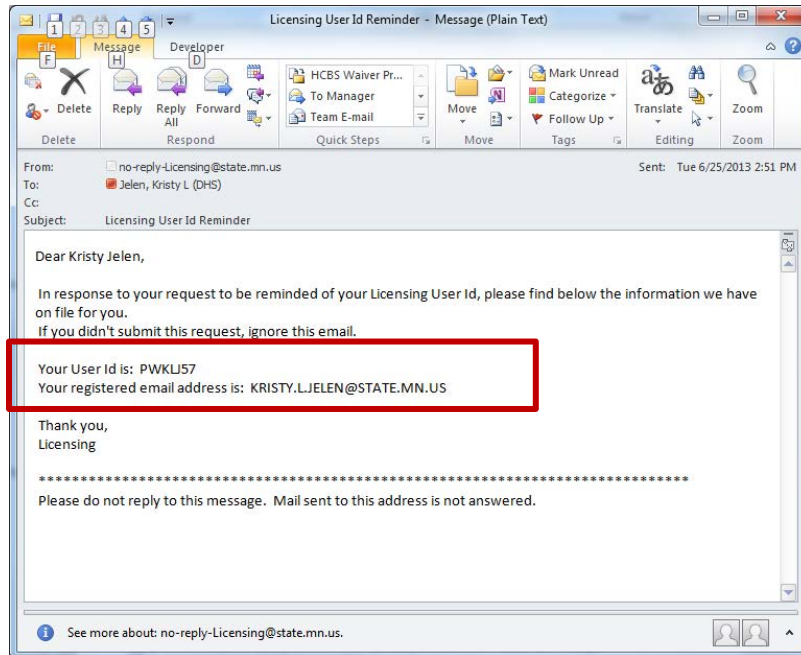 Licensing User Id Reminder - Message (Plain Text)
1 2 3 4 5
File Message Developer
F H D
Delete Reply Reply All Forward
HCBS Waiver Pr...
To Manager
Team E-mail
Move
Mark Unread
Categorize
Follow Up
Translate
Zoom
Delete Respond Quick Steps Move Tags Editing Zoom
From: no-reply-Licensing@state.mn.us Sent: Tue 6/25/2013 2:51 PM
To: Jelen, Kristy L (DHS)
Cc:
Subject: Licensing User Id Reminder
Dear Kristy Jelen,
In response to your request to be reminded of your Licensing User Id, please find below the information we have
on file for you.
If you didn't submit this request, ignore this email.
Your User Id is: PWKLJ57
Your registered email address is: KRISTY.L.JELEN@STATE.MN.US
Thank you,
Licensing
******************************************************************************
Please do not reply to this message. Mail sent to this address is not answered.
See more about: no-reply-Licensing@state.mn.us.